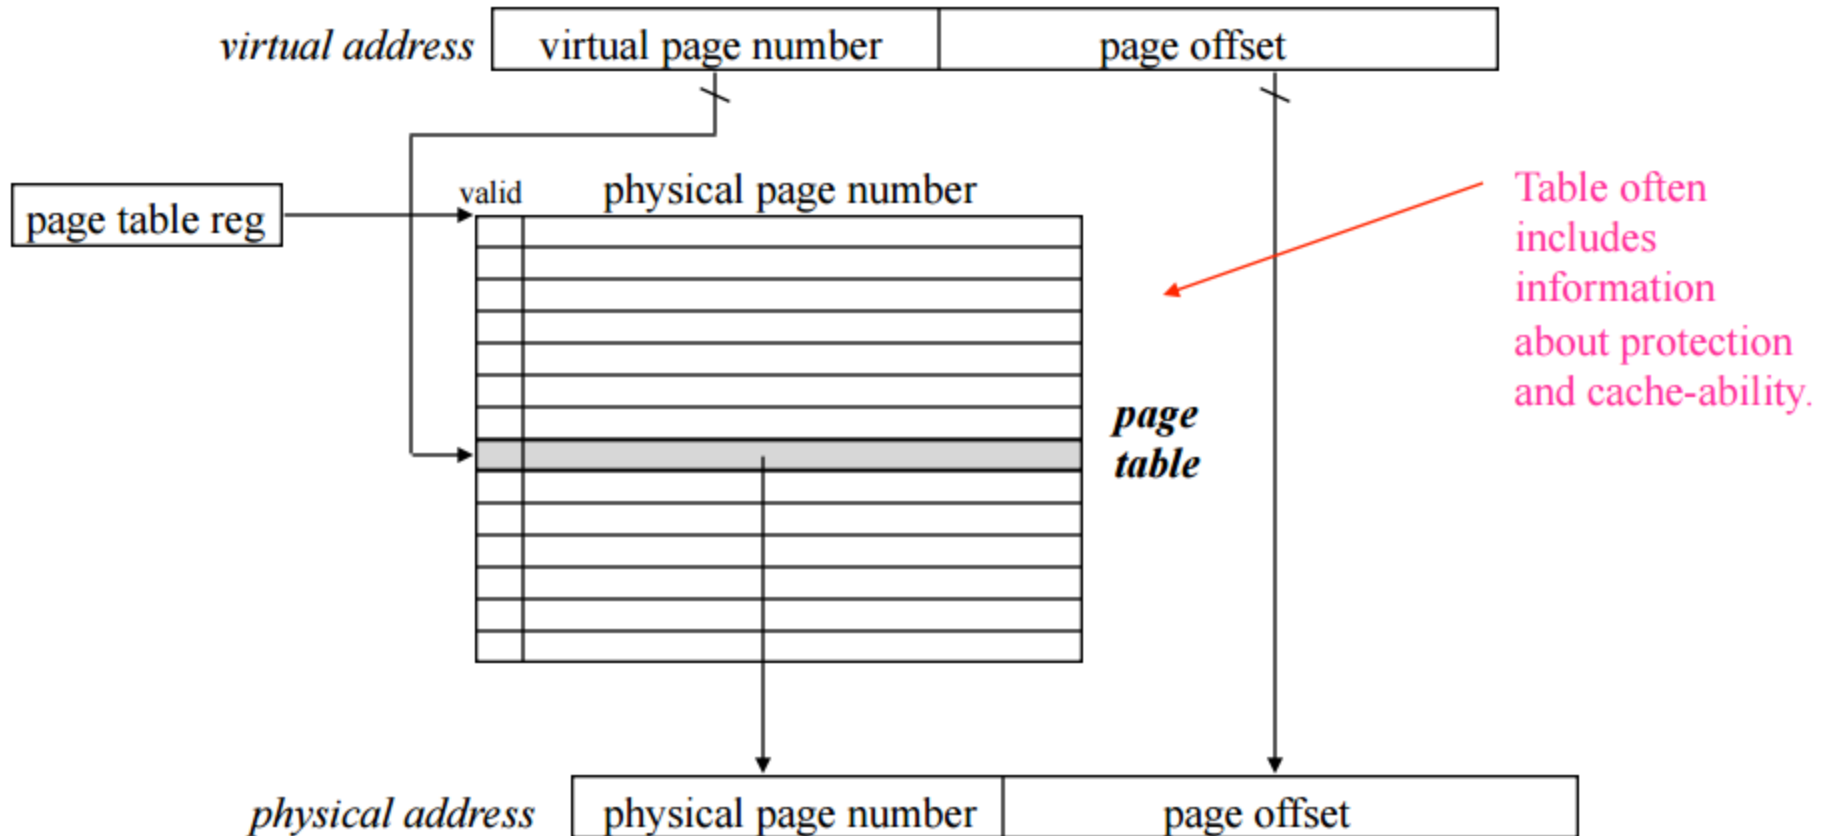 virtual address
virtual page number
page offset
page table reg
valid
physical page number
Table often
includes
information
about protection
and cache-ability.
page
table
physical address
physical page number
page offset